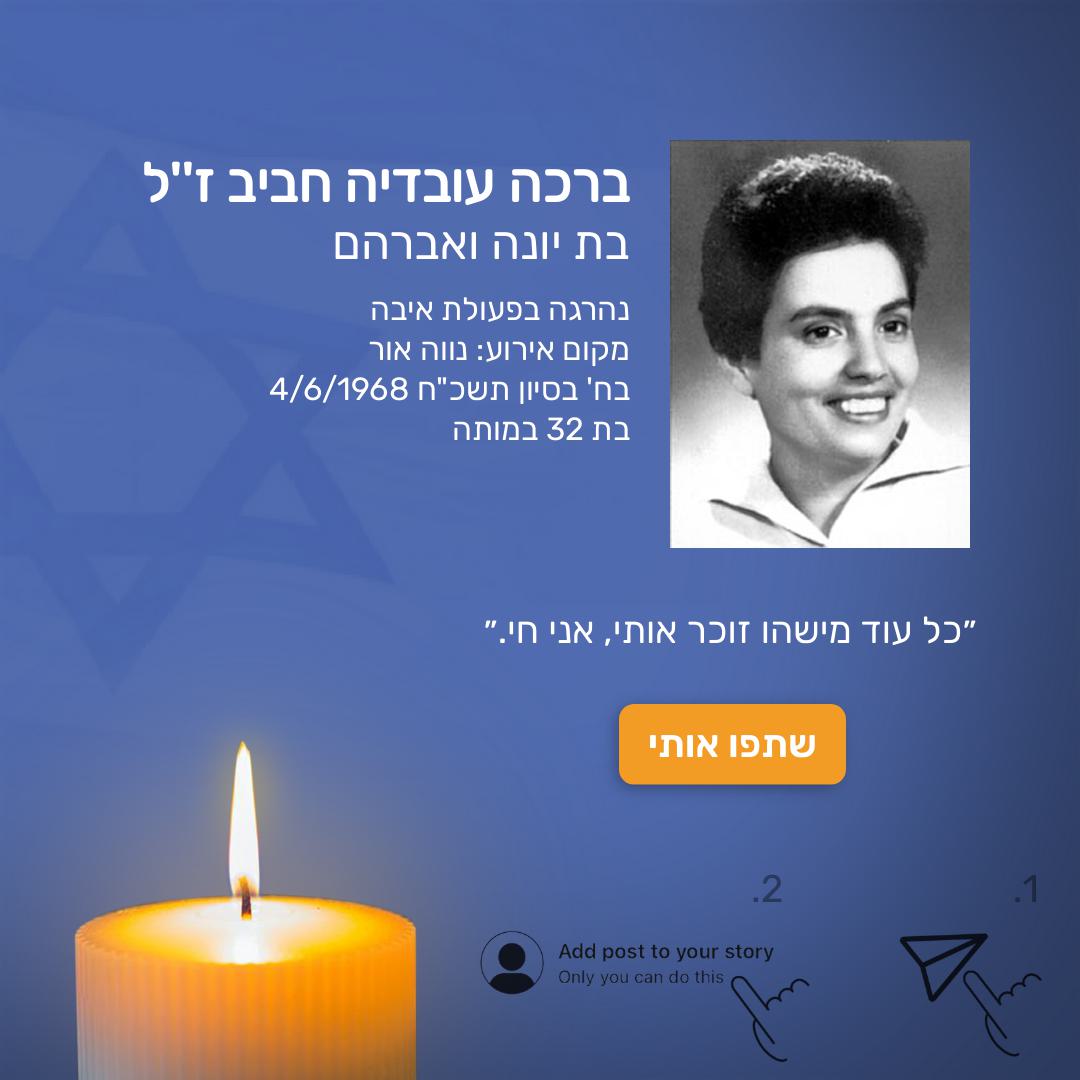 ברכה עובדיה חביב ז"ל
בת יונה ואברהם
נהרגה בפעולת איבה
מקום אירוע: נווה אור
בח' בסיון תשכ"ח 4/6/1968
בת 32 במותה
״כל עוד מישהו זוכר אותי, אני חי.״
שתפו אותי
1.
2.
Add post to your story
Only you can do this